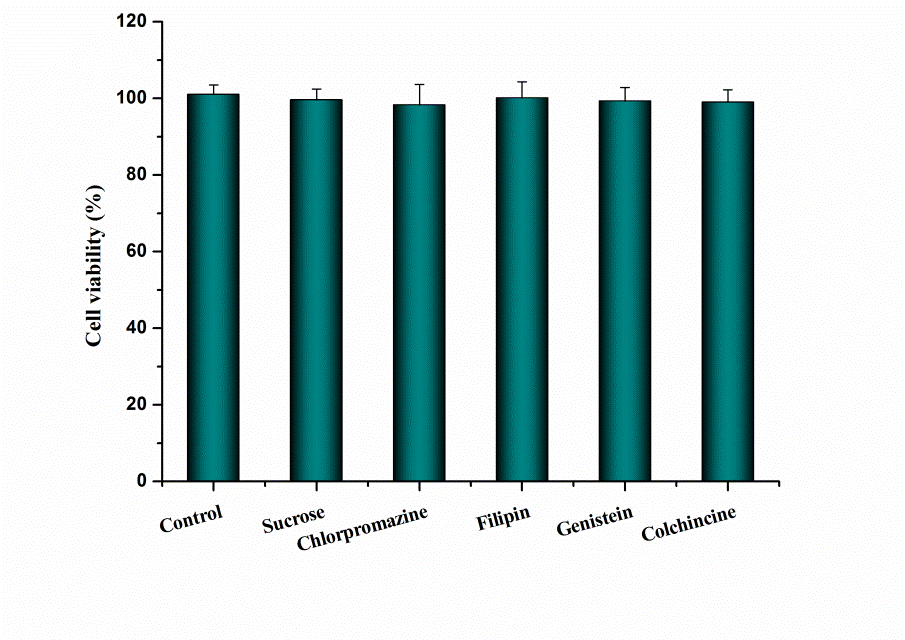 120
100
80
60
40
20
0
Cell viability (%)
Control
Sucrose
Chlorpromazine
Filipin
Genistein
Colchincine